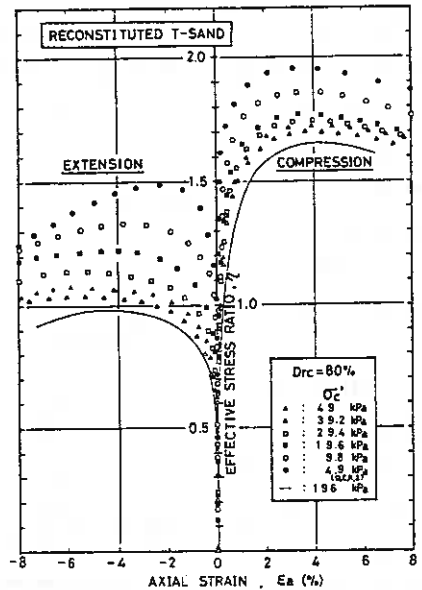 RECONSTITUTED T-SAND
2.0
EXTENSION
COMPRESSION
1.5
1.0
0.5
EFFECTIVE STRESS RATIO, η
Drc=80%
σc'
▲ : 49 kPa
▲ : 39.2 kPa
□ : 29.4 kPa
■ : 19.6 kPa
○ : 9.8 kPa
● : 4.9 kPa
— : 196 kPa
-8 -6 -4 -2 0 2 4 6 8
AXIAL STRAIN , Ea (%)